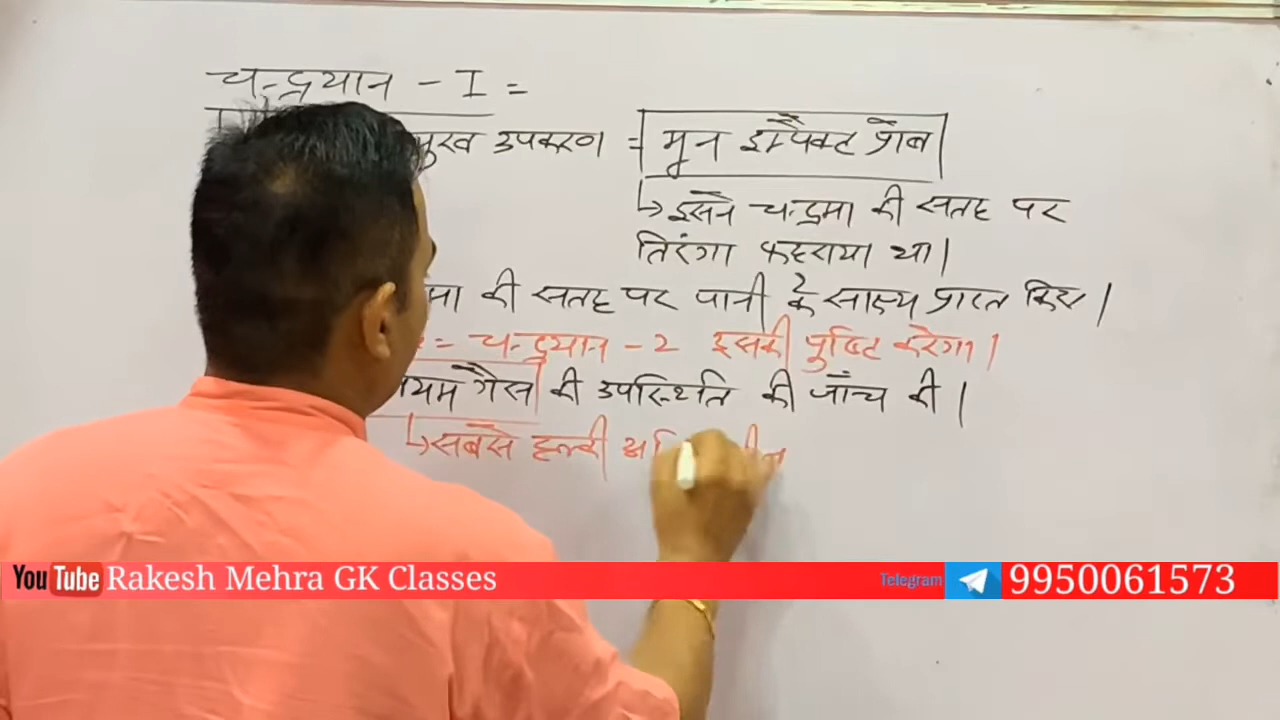 चन्द्रयान - I =
मुख उपकरण = मून इम्पैक्ट प्रोब
↳ इसने चन्द्रमा की सतह पर
तिरंगा फहराया था।
मा की सतह पर पानी के साक्ष्य प्राप्त किए।
= चन्द्रयान - 2 इसकी पुष्टि करेगा।
यम गैस की उपस्थिति की जाँच की।
↳ सबसे हल्की
YouTube Rakesh Mehra GK Classes
Telegram 9950061573